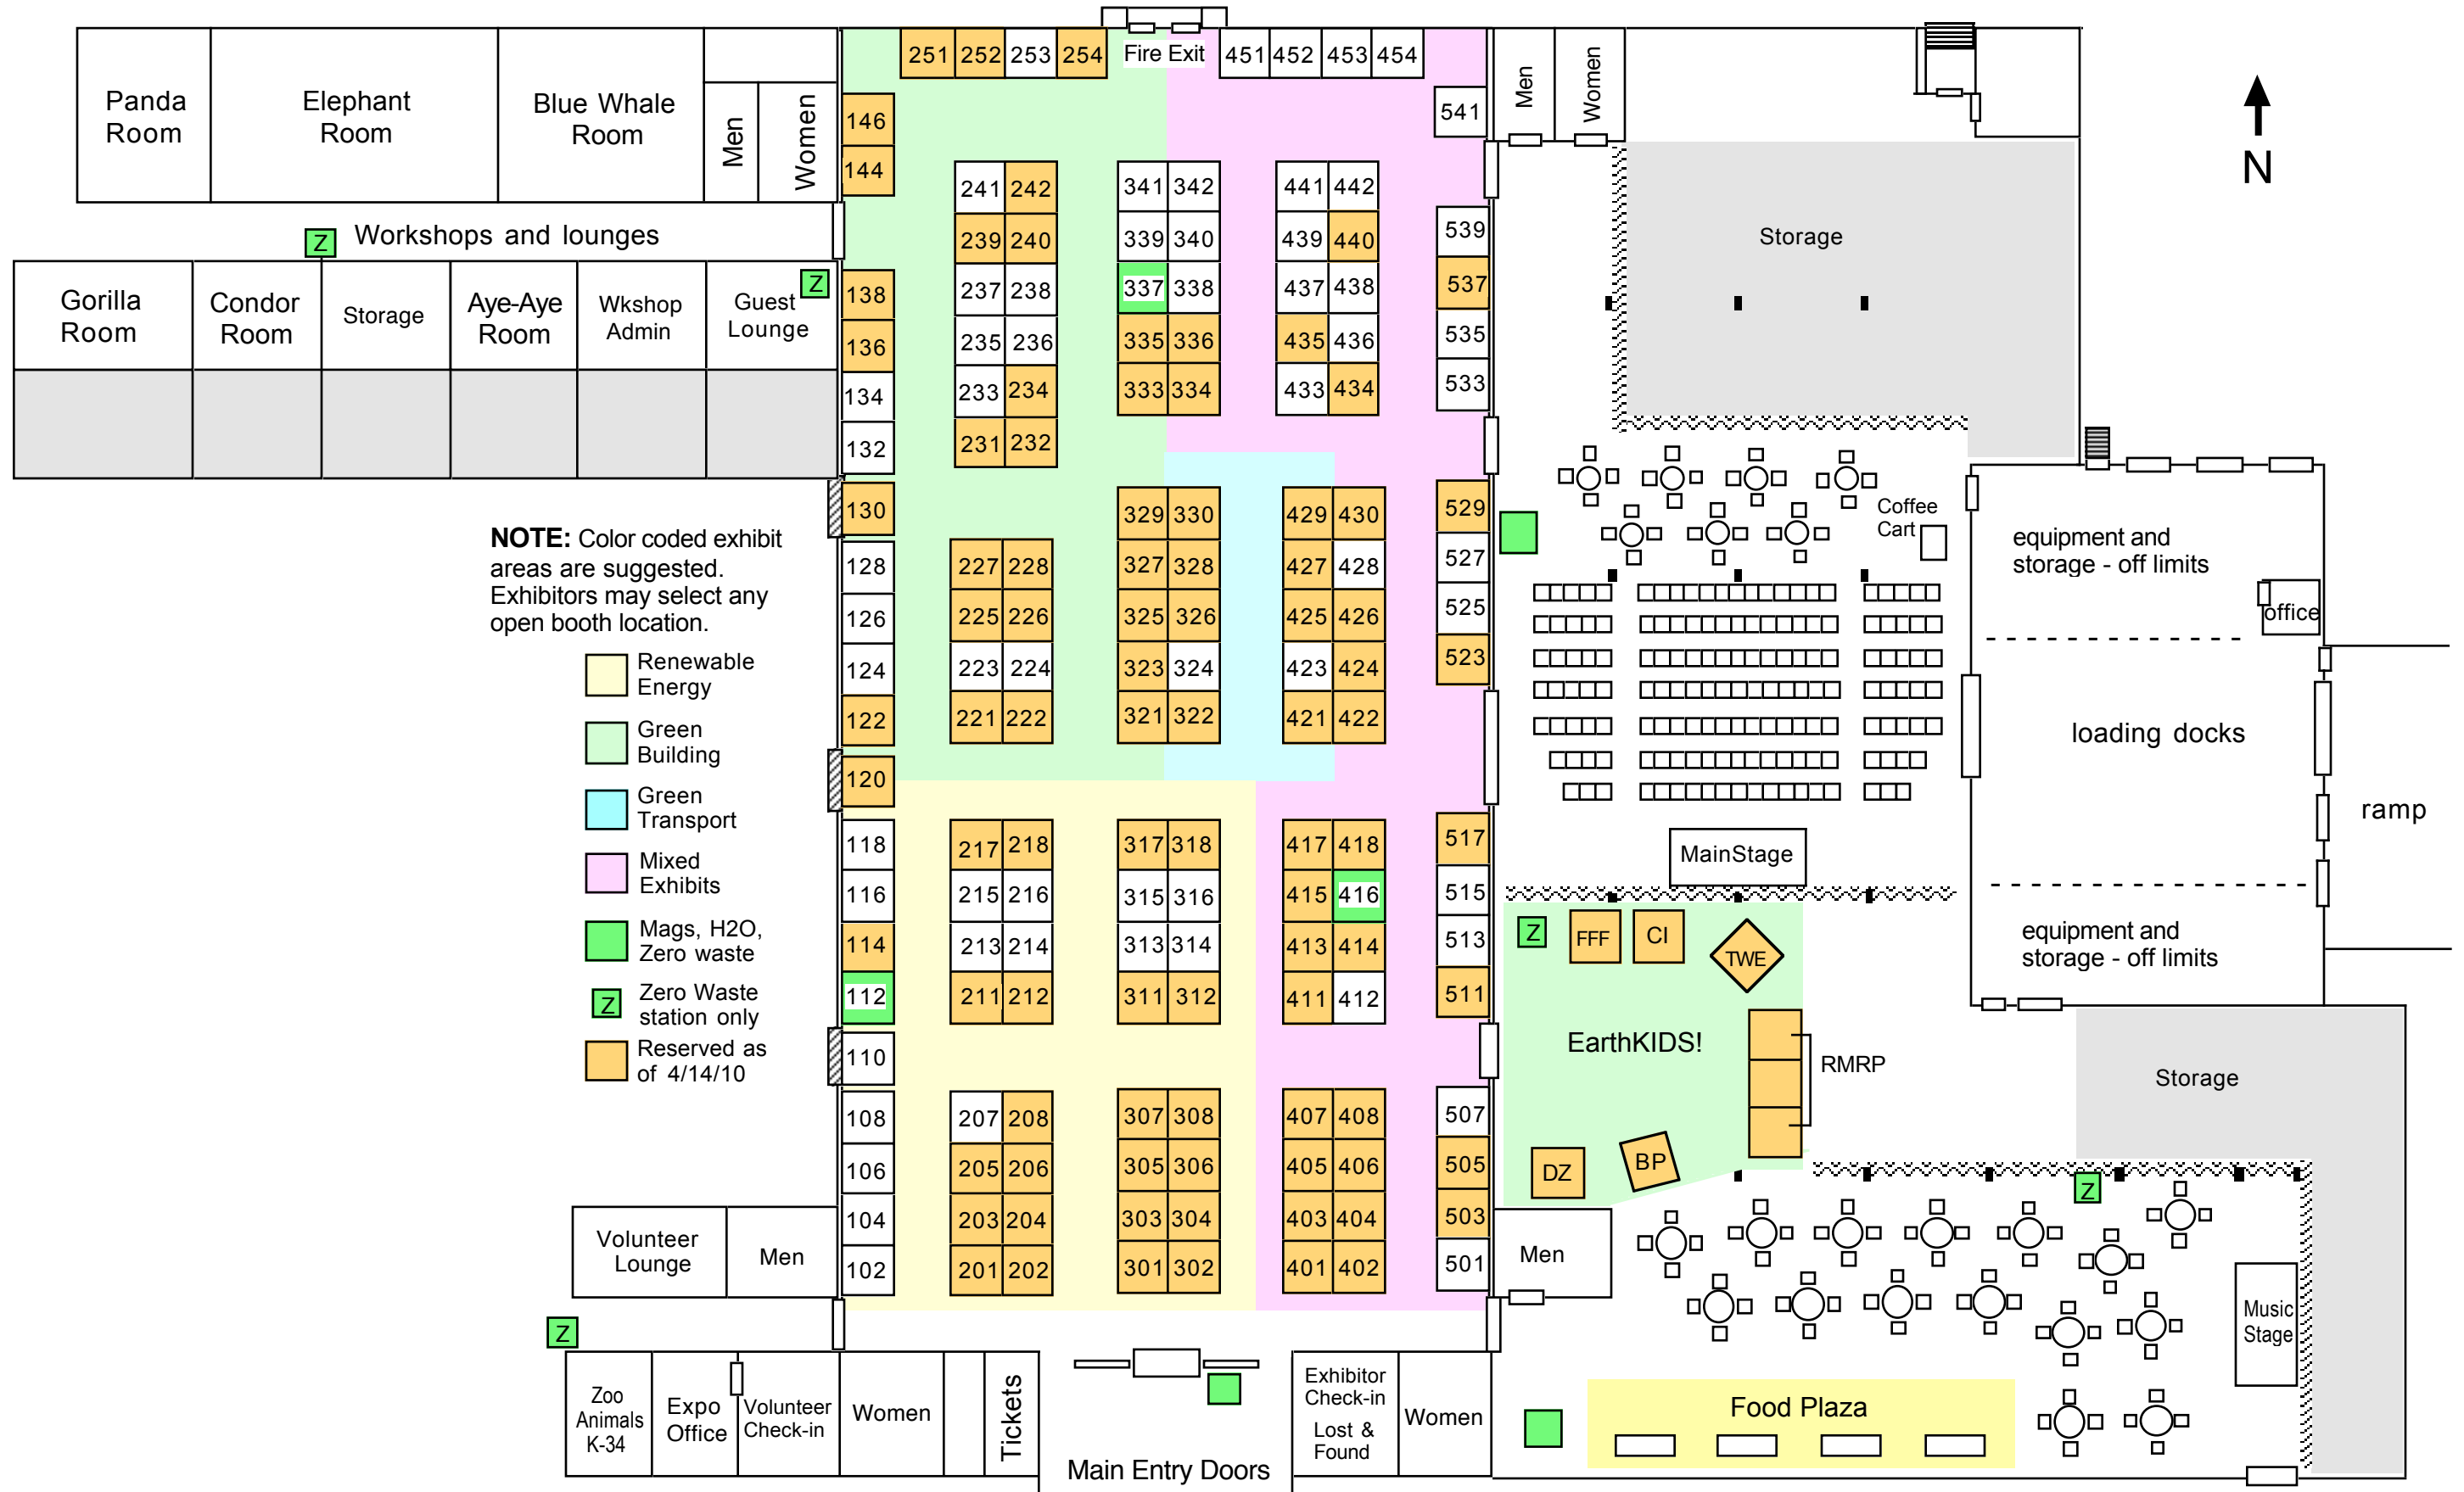 251 252 253 254
Fire Exit
451 452 453 454
Panda
Room
Elephant
Room
Blue Whale
Room
Men
Women
146
144
541
Men
Women
N
241 242
341 342
441 442
Workshops and lounges
Z
239 240
339 340
439 440
539
Storage
Gorilla
Room
Condor
Room
Storage
Aye-Aye
Room
Wkshop
Admin
Guest
Lounge
Z
138
237 238
337 338
437 438
537
136
235 236
335 336
435 436
535
134
233 234
333 334
433 434
533
132
231 232
130
329 330
429 430
529
Coffee
Cart
equipment and
storage - off limits
office
NOTE: Color coded exhibit
areas are suggested.
Exhibitors may select any
open booth location.
128
227 228
327 328
427 428
527
126
225 226
325 326
425 426
525
124
223 224
323 324
423 424
523
122
221 222
321 322
421 422
120
Renewable
Energy
Green
Building
Green
Transport
Mixed
Exhibits
Mags, H2O,
Zero waste
Z
Zero Waste
station only
Reserved as
of 4/14/10
loading docks
ramp
118
217 218
317 318
417 418
517
MainStage
116
215 216
315 316
415 416
515
114
213 214
313 314
413 414
513
112
211 212
311 312
411 412
511
110
Z
FFF
CI
TWE
equipment and
storage - off limits
EarthKIDS!
RMRP
Storage
108
207 208
307 308
407 408
507
106
205 206
305 306
405 406
505
DZ
BP
104
203 204
303 304
403 404
503
102
201 202
301 302
401 402
501
Volunteer
Lounge
Men
Men
Z
Z
Music
Stage
Zoo
Animals
K-34
Expo
Office
Volunteer
Check-in
Women
Tickets
Main Entry Doors
Exhibitor
Check-in
Lost &
Found
Women
Food Plaza